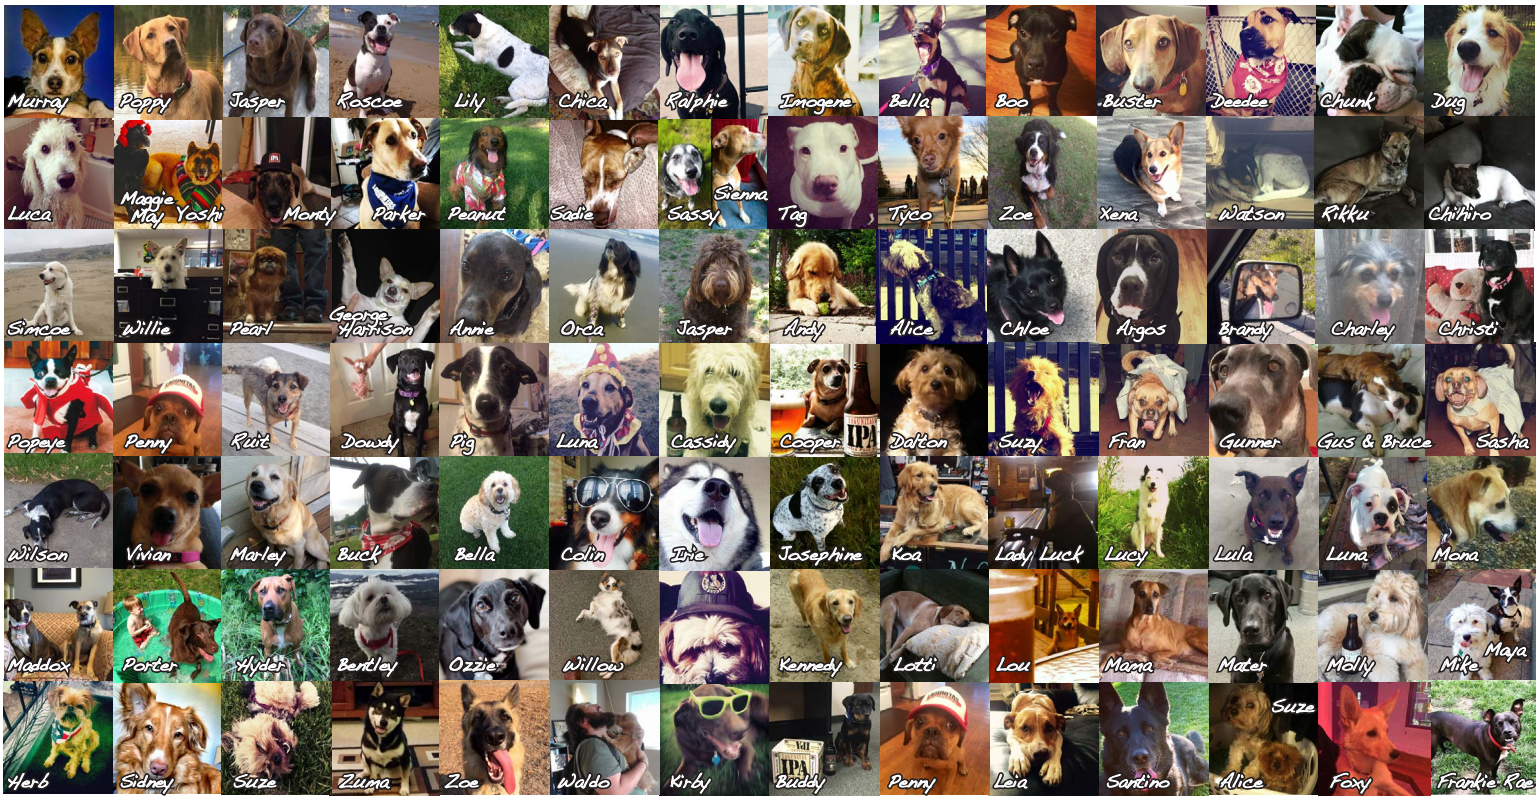 Murray
Poppy
Jasper
Roscoe
Lily
Chica
Ralphie
Imogene
Bella
Boo
Buster
Deedee
Chunk
Dug
Luca
Maggie
May Yoshi
Monty
Parker
Peanut
Sadie
Sassy
Sienna
Tag
Tyco
Zoe
Xena
Watson
Rikku
Chihiro
Simcoe
Willie
Pearl
George
Harrison
Annie
Orca
Jasper
Andy
Alice
Chloe
Argos
Brandy
Charley
Christi
Popeye
Penny
Ruit
Dowdy
Pig
Luna
Cassidy
Cooper
IPA
Dalton
Suzy
Fran
Gunner
Gus & Bruce
Sasha
Wilson
Vivian
Marley
Buck
Bella
Colin
Irie
Josephine
Koa
Lady Luck
Lucy
Lula
Luna
Mona
Maddox
Porter
Hyder
Bentley
Ozzie
Willow
Kennedy
Lotti
Lou
Mama
Mater
Molly
Mike
Maya
Herb
Sidney
Suze
Zuma
Zoe
Waldo
Kirby
Buddy
IPA
Penny
Leia
Santino
Suze
Alice
Foxy
Frankie Rae